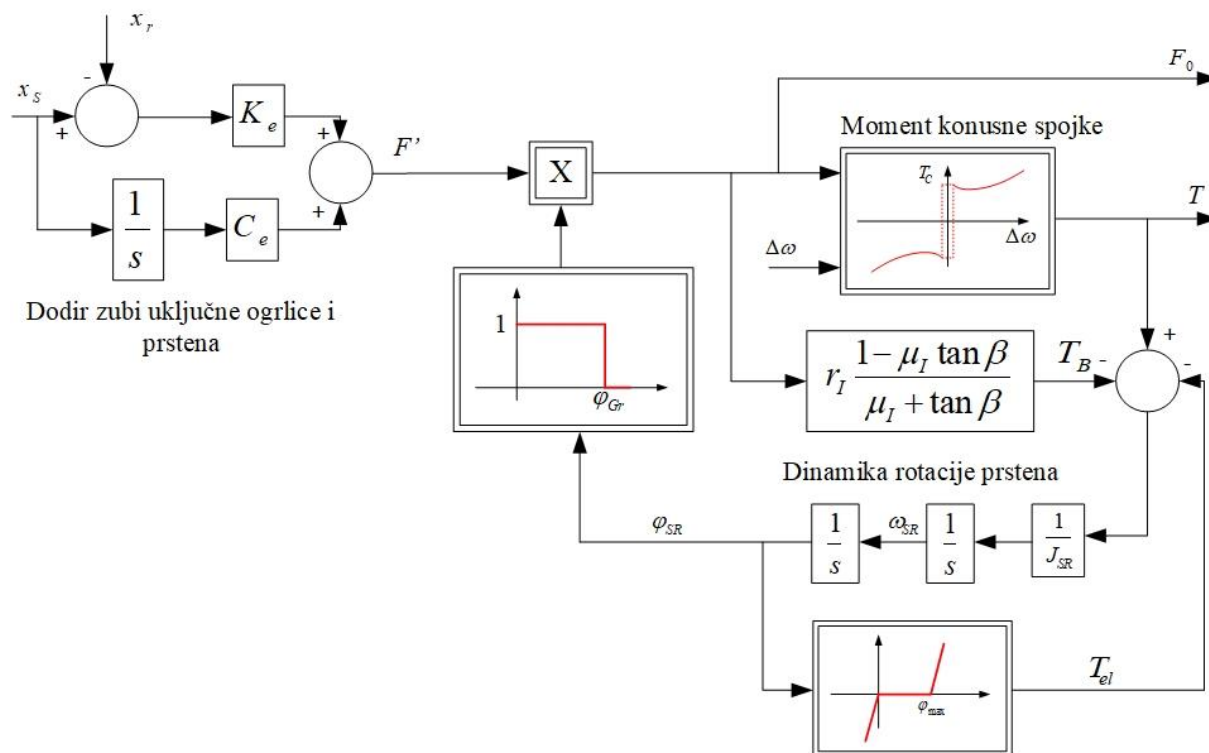 x_r
-
x_S
+
K_e
+
F'
1/s
C_e
+
Dodir zubi uključne ogrlice i
prstena
X
1
φ_Gr
F_0
Moment konusne spojke
T_C
Δω
Δω
T
r_I (1 - μ_I tan β)/(μ_I + tan β)
T_B
-
+
-
Dinamika rotacije prstena
φ_SR
1/s
ω_SR
1/s
1/J_SR
φ_max
T_el